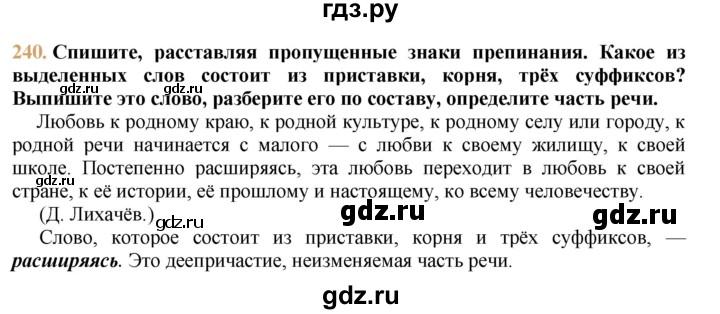 гдз.ру
240. Спишите, расставляя пропущенные знаки препинания. Какое из
выделенных слов состоит из приставки, корня, трёх суффиксов?
Выпишите это слово, разберите его по составу, определите часть речи.
Любовь к родному краю, к родной культуре, к родному селу или городу, к
родной речи начинается с малого — с любви к своему жилищу, к своей
школе. Постепенно расширяясь, эта любовь переходит в любовь к своей
стране, к её истории, её прошлому и настоящему, ко всему человечеству.
(Д. Лихачёв.)
Слово, которое состоит из приставки, корня и трёх суффиксов, —
расширяясь. Это деепричастие, неизменяемая часть речи.
gdz.ru
gdz.ru
gdz.ru
gdz.ru
gdz.ru
gdz.ru
gdz.ru